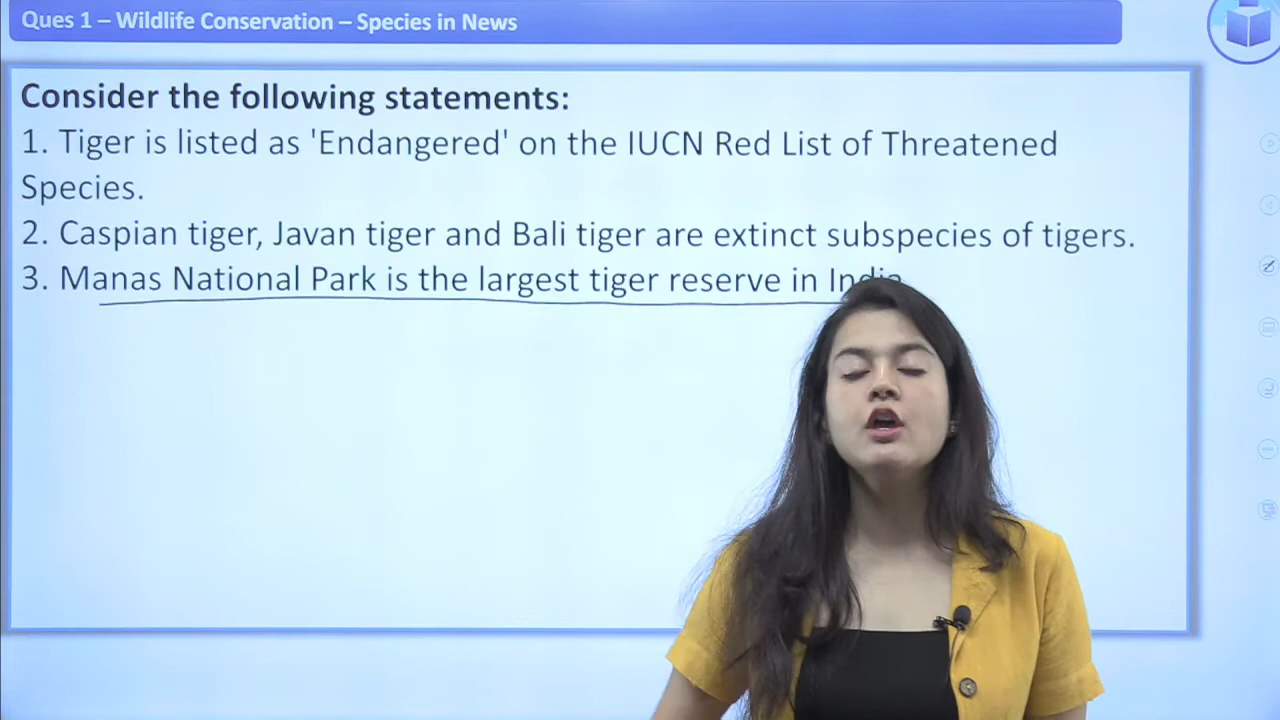 Ques 1 – Wildlife Conservation – Species in News
Consider the following statements:
1. Tiger is listed as 'Endangered' on the IUCN Red List of Threatened
Species.
2. Caspian tiger, Javan tiger and Bali tiger are extinct subspecies of tigers.
3. Manas National Park is the largest tiger reserve in India